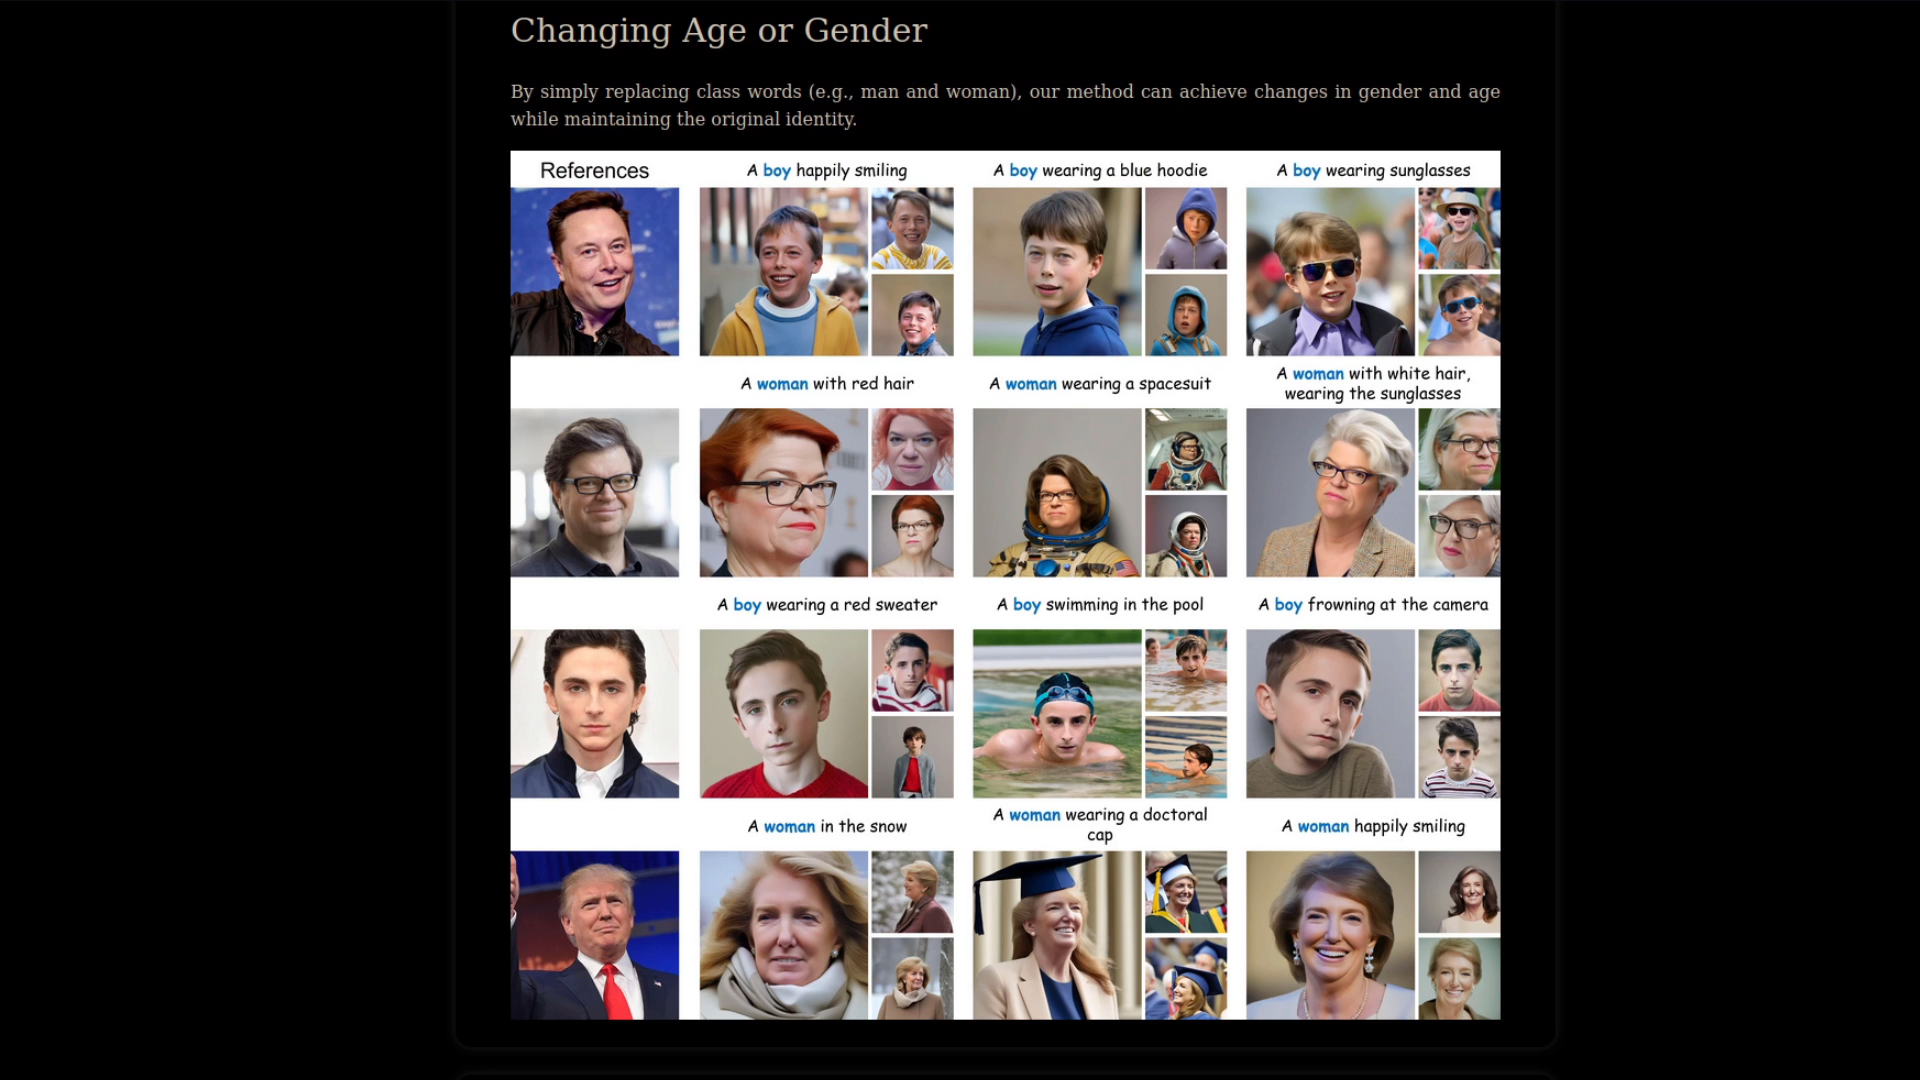 Changing Age or Gender
By simply replacing class words (e.g., man and woman), our method can achieve changes in gender and age
while maintaining the original identity.
References
A boy happily smiling
A boy wearing a blue hoodie
A boy wearing sunglasses
A woman with red hair
A woman wearing a spacesuit
A woman with white hair,
wearing the sunglasses
A boy wearing a red sweater
A boy swimming in the pool
A boy frowning at the camera
A woman in the snow
A woman wearing a doctoral
cap
A woman happily smiling